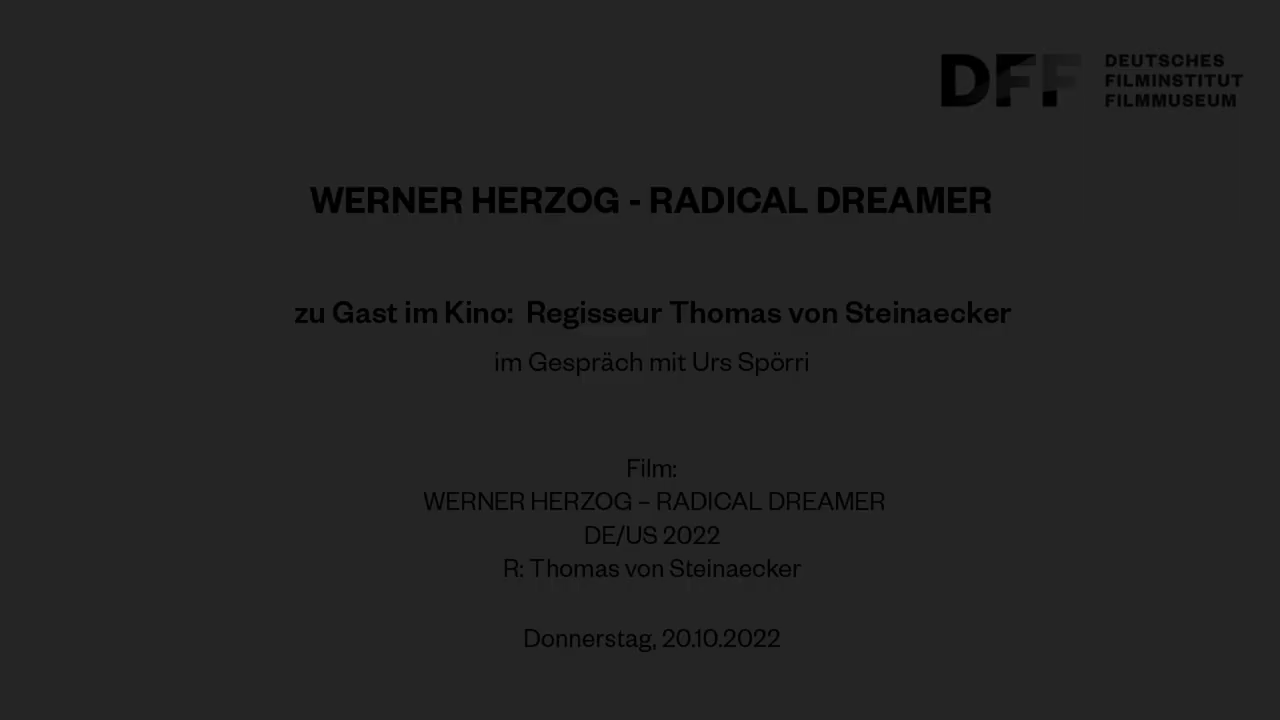 DFF
DEUTSCHES
FILMINSTITUT
FILMMUSEUM
WERNER HERZOG - RADICAL DREAMER
zu Gast im Kino: Regisseur Thomas von Steinaecker
im Gespräch mit Urs Spörri
Film:
WERNER HERZOG – RADICAL DREAMER
DE/US 2022
R: Thomas von Steinaecker
Donnerstag, 20.10.2022